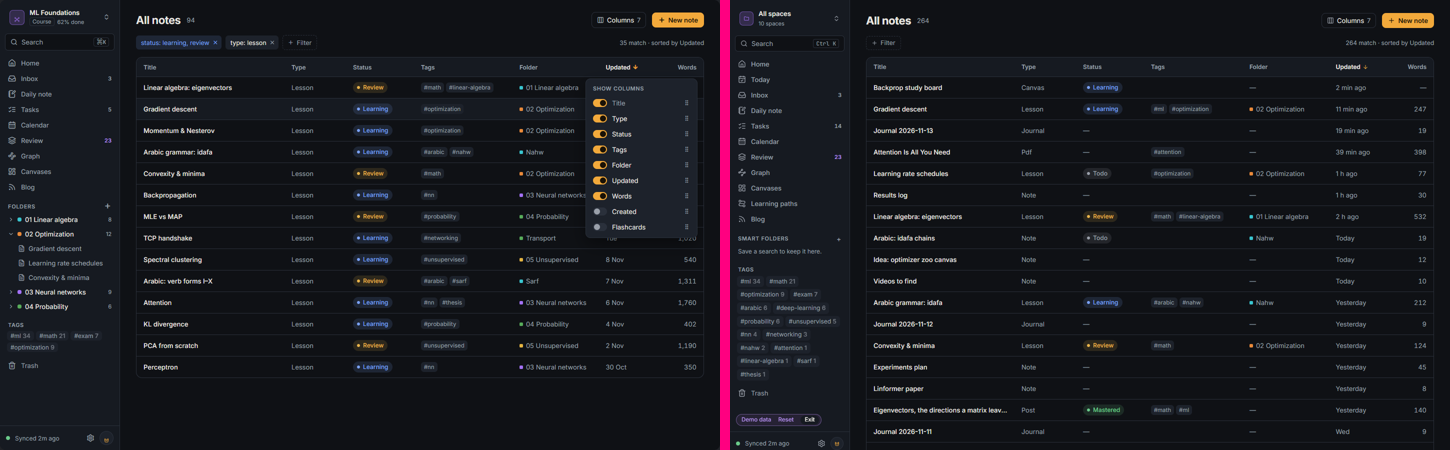 ML Foundations
Course · 62% done
Search ⌘K
Home
Inbox 3
Daily note
Tasks 5
Calendar
Review 23
Graph
Canvases
Blog
FOLDERS +
01 Linear algebra 8
02 Optimization 12
Gradient descent
Learning rate schedules
Convexity & minima
03 Neural networks 9
04 Probability 6
TAGS
#ml 34 #math 21 #exam 7
#optimization 9
Trash
Synced 2m ago
All notes 94
Columns 7
+ New note
status: learning, review × type: lesson × + Filter
35 match · sorted by Updated
Title Type Status Tags Folder Updated ↓ Words
Linear algebra: eigenvectors Lesson Review #math #linear-algebra 01 Linear algebra
Gradient descent Lesson Learning #optimization 02 Optimization
Momentum & Nesterov Lesson Learning #optimization 02 Optimization
Arabic grammar: idafa Lesson Learning #arabic #nahw Nahw
Convexity & minima Lesson Review #math 02 Optimization
Backpropagation Lesson Learning #nn 03 Neural networks
MLE vs MAP Lesson Review #probability 04 Probability
TCP handshake Lesson Learning #networking Transport
Spectral clustering Lesson Learning #unsupervised 05 Unsupervised 8 Nov 540
Arabic: verb forms I–X Lesson Review #arabic #sarf Sarf 7 Nov 1,311
Attention Lesson Learning #nn #thesis 03 Neural networks 6 Nov 1,760
KL divergence Lesson Learning #probability 04 Probability 4 Nov 402
PCA from scratch Lesson Review #unsupervised 05 Unsupervised 2 Nov 1,190
Perceptron Lesson Learning #nn 03 Neural networks 30 Oct 350
SHOW COLUMNS
Title
Type
Status
Tags
Folder
Updated
Words
Created
Flashcards
All spaces
10 spaces
Search Ctrl K
Home
Today
Inbox 3
Daily note
Tasks 14
Calendar
Review 23
Graph
Canvases
Learning paths
Blog
SMART FOLDERS +
Save a search to keep it here.
TAGS
#ml 34 #math 21
#optimization 9 #exam 7
#arabic 6 #deep-learning 6
#probability 6 #unsupervised 5
#nn 4 #networking 3
#nahw 2 #attention 1
#linear-algebra 1 #sarf 1
#thesis 1
Trash
Demo data Reset Exit
Synced 2m ago
All notes 264
Columns 7
+ New note
+ Filter
264 match · sorted by Updated
Title Type Status Tags Folder Updated ↓ Words
Backprop study board Canvas Learning — 2 min ago —
Gradient descent Lesson Learning #ml #optimization 02 Optimization 11 min ago 247
Journal 2026-11-13 Journal — — 19 min ago 19
Attention Is All You Need Pdf — #attention — 39 min ago 398
Learning rate schedules Lesson Todo #optimization 02 Optimization 1 h ago 77
Results log Note — — 1 h ago 30
Linear algebra: eigenvectors Lesson Review #math #linear-algebra 01 Linear algebra 2 h ago 532
Arabic: idafa chains Note Todo Nahw Today 19
Idea: optimizer zoo canvas Note — — Today 12
Videos to find Note — — Today 10
Arabic grammar: idafa Lesson Learning #arabic #nahw Nahw Yesterday 212
Journal 2026-11-12 Journal — — Yesterday 9
Convexity & minima Lesson Review #math 02 Optimization Yesterday 124
Experiments plan Note — — Yesterday 45
Linformer paper Note — — Yesterday 8
Eigenvectors, the directions a matrix leav… Post Mastered #math #ml — Yesterday 140
Journal 2026-11-11 Journal — — Wed 9